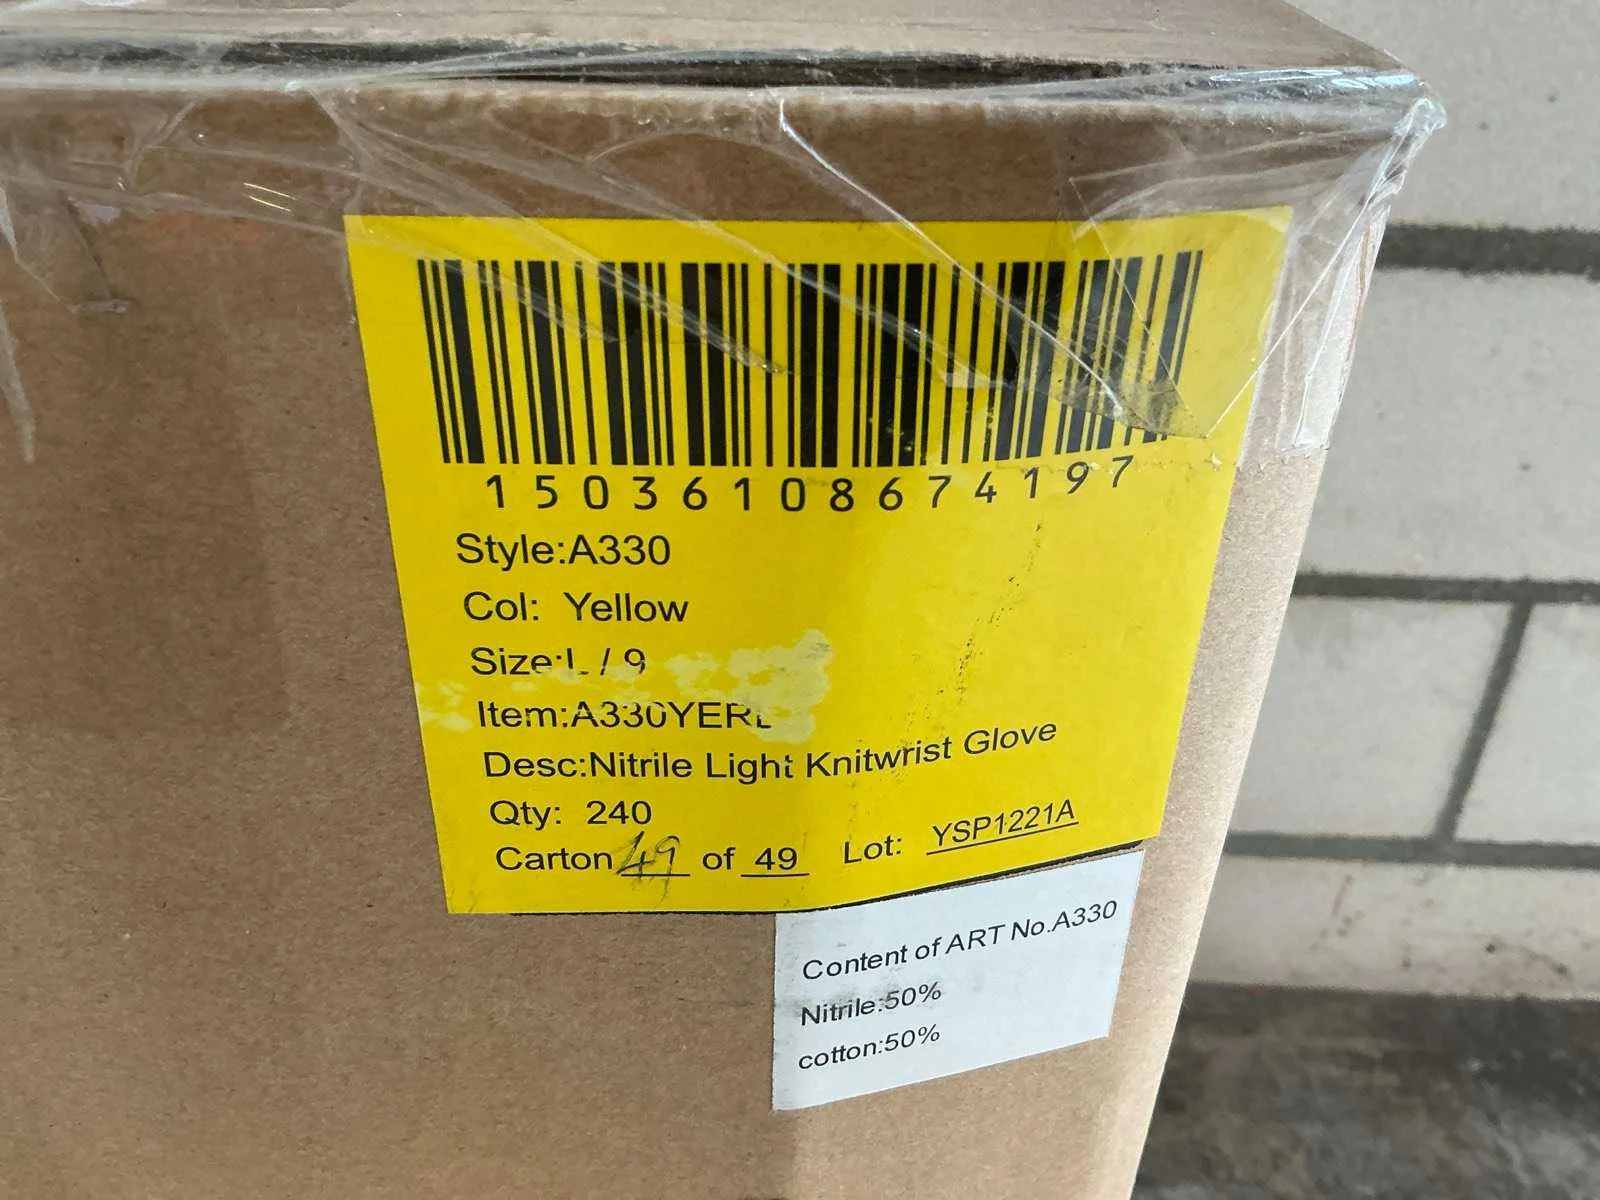 15036108674197
Style:A330
Col: Yellow
Size:L / 9
Item:A330YERL
Desc:Nitrile Light Knitwrist Glove
Qty: 240
Carton 49 of 49 Lot: YSP1221A
Content of ART No.A330
Nitrile:50%
cotton:50%